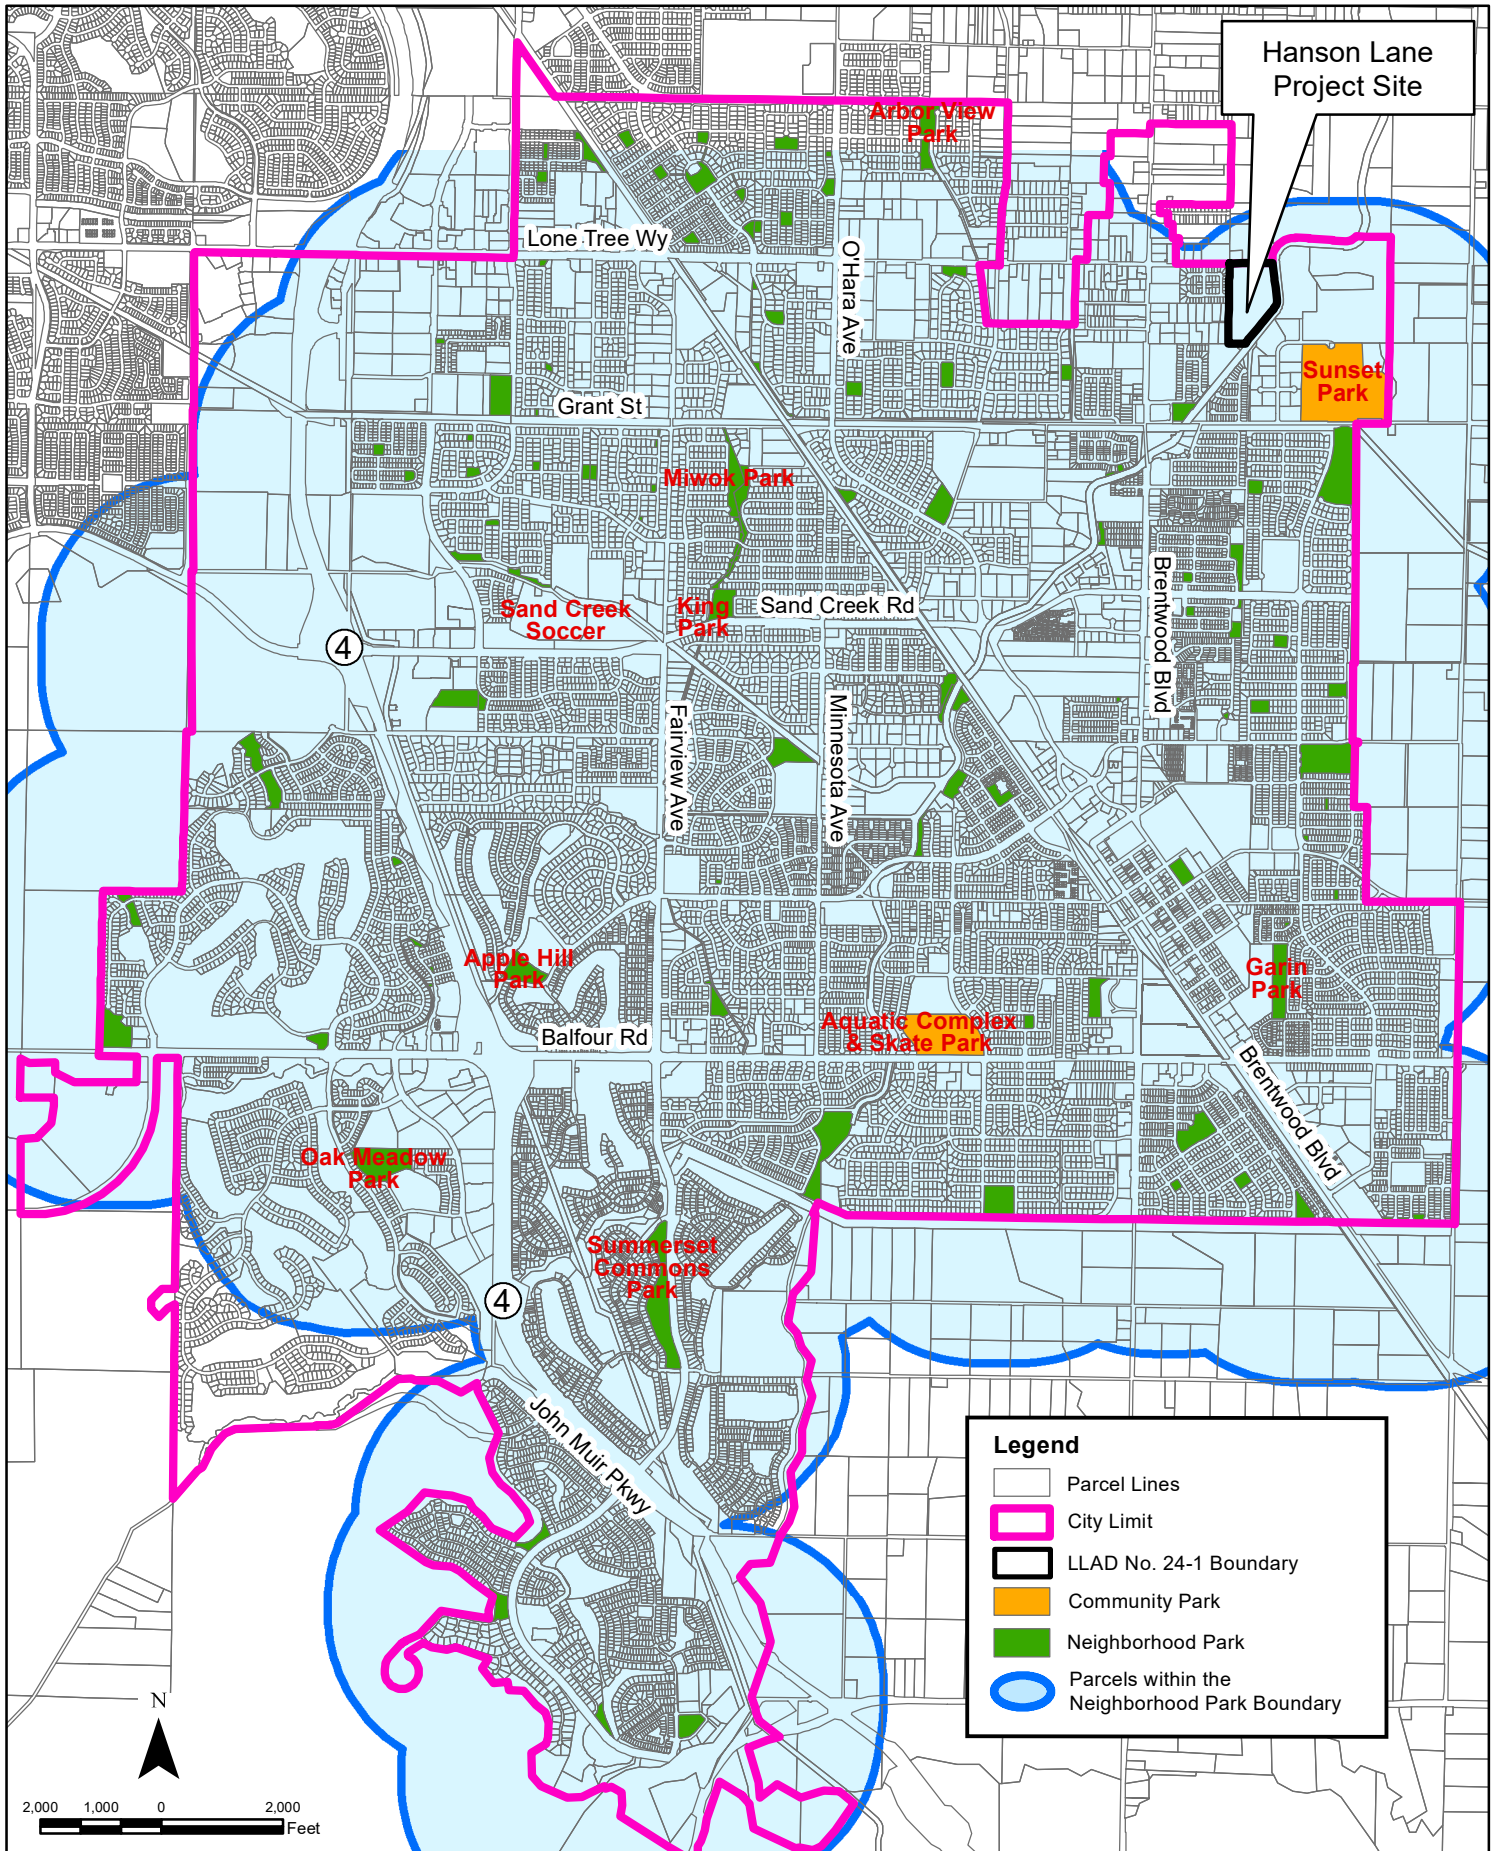 Hanson Lane
Project Site
Arbor View
Park
Lone Tree Wy
O'Hara Ave
Sunset
Park
Grant St
Miwok Park
Brentwood Blvd
Sand Creek
Soccer
King
Park
Sand Creek Rd
4
Fairview Ave
Minnesota Ave
Apple Hill
Park
Garin
Park
Aquatic Complex
& Skate Park
Balfour Rd
Brentwood Blvd
Oak Meadow
Park
Summerset
Commons
Park
4
John Muir Pkwy
Legend
Parcel Lines
City Limit
LLAD No. 24-1 Boundary
Community Park
Neighborhood Park
Parcels within the
Neighborhood Park Boundary
N
2,000 1,000 0 2,000
Feet